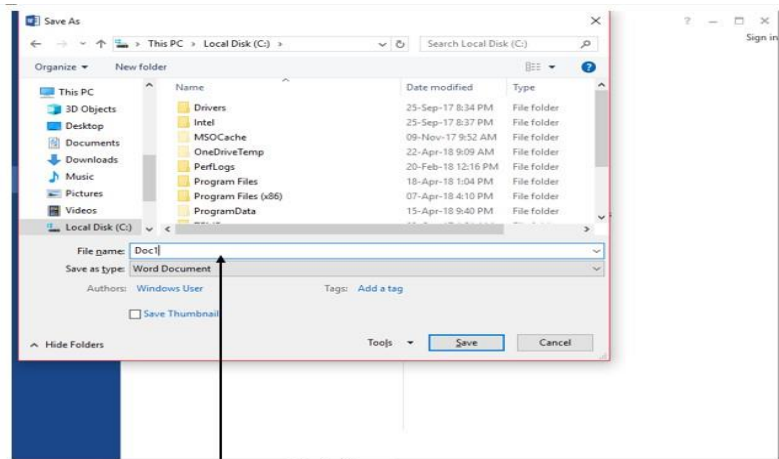 Save As
?
Sign in
This PC > Local Disk (C:) >
Search Local Disk (C:)
Organize
New folder
Name
Date modified
Type
This PC
3D Objects
Desktop
Documents
Downloads
Music
Pictures
Videos
Local Disk (C:)
Drivers 25-Sep-17 8:34 PM File folder
Intel 25-Sep-17 8:37 PM File folder
MSOCache 09-Nov-17 9:52 AM File folder
OneDriveTemp 22-Apr-18 9:09 AM File folder
PerfLogs 20-Feb-18 12:16 PM File folder
Program Files 18-Apr-18 1:04 PM File folder
Program Files (x86) 07-Apr-18 4:10 PM File folder
ProgramData 15-Apr-18 9:40 PM File folder
File name: Doc1
Save as type: Word Document
Authors: Windows User
Tags: Add a tag
Save Thumbnail
Hide Folders
Tools
Save
Cancel